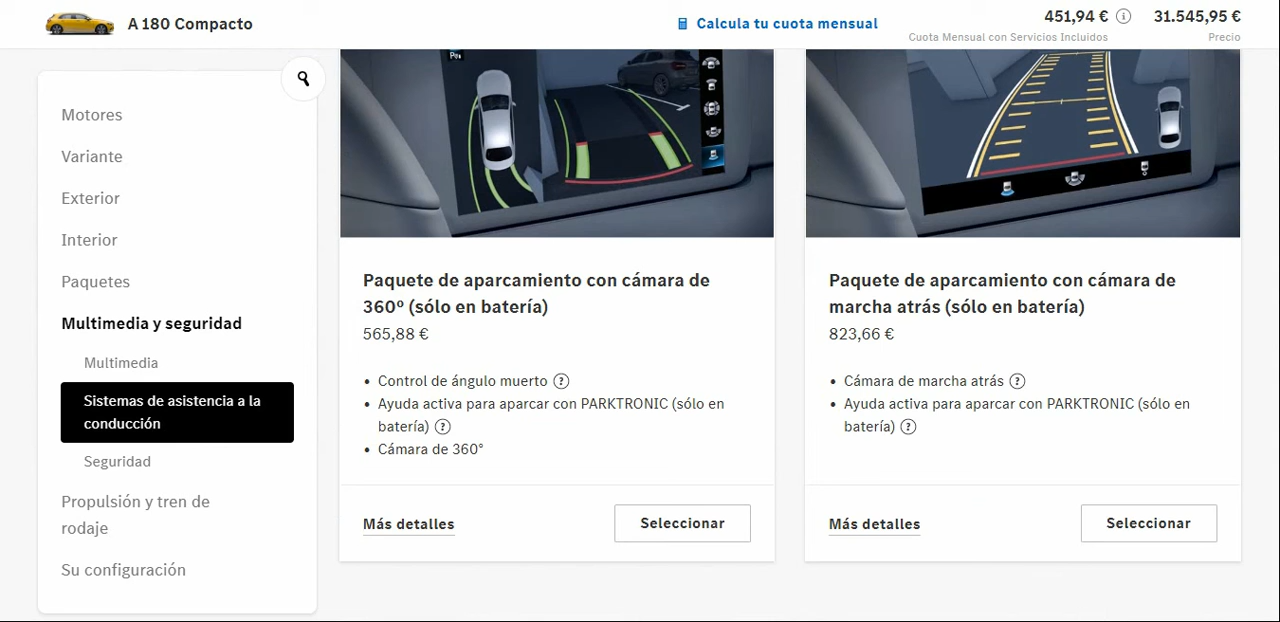 A 180 Compacto
Calcula tu cuota mensual
451,94 €
Cuota Mensual con Servicios Incluidos
31.545,95 €
Precio
Motores
Variante
Exterior
Interior
Paquetes
Multimedia y seguridad
Multimedia
Sistemas de asistencia a la
conducción
Seguridad
Propulsión y tren de
rodaje
Su configuración
Paquete de aparcamiento con cámara de
360º (sólo en batería)
565,88 €
• Control de ángulo muerto ?
• Ayuda activa para aparcar con PARKTRONIC (sólo en
batería) ?
• Cámara de 360°
Más detalles
Seleccionar
Paquete de aparcamiento con cámara de
marcha atrás (sólo en batería)
823,66 €
• Cámara de marcha atrás ?
• Ayuda activa para aparcar con PARKTRONIC (sólo en
batería) ?
Más detalles
Seleccionar